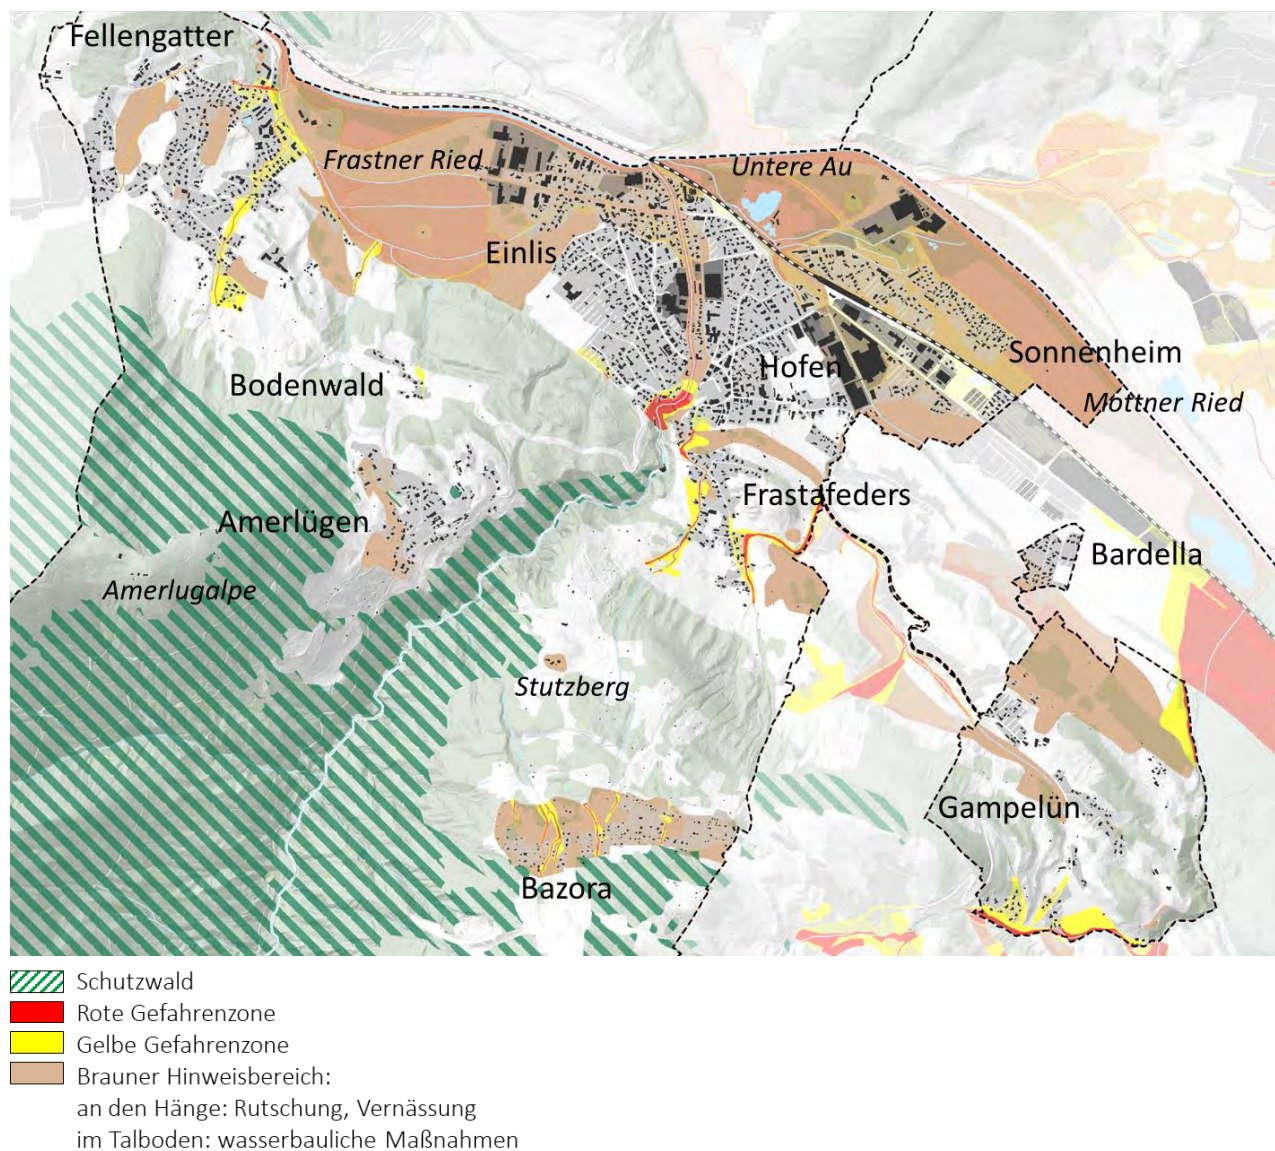 Fellengatter
Frastner Ried
Untere Au
Einlis
Hofen
Sonnenheim
Bodenwald
Mottner Ried
Frastafeders
Amerlügen
Bardella
Amerlugalpe
Stutzberg
Gampelün
Bazora
Schutzwald
Rote Gefahrenzone
Gelbe Gefahrenzone
Brauner Hinweisbereich:
an den Hänge: Rutschung, Vernässung
im Talboden: wasserbauliche Maßnahmen